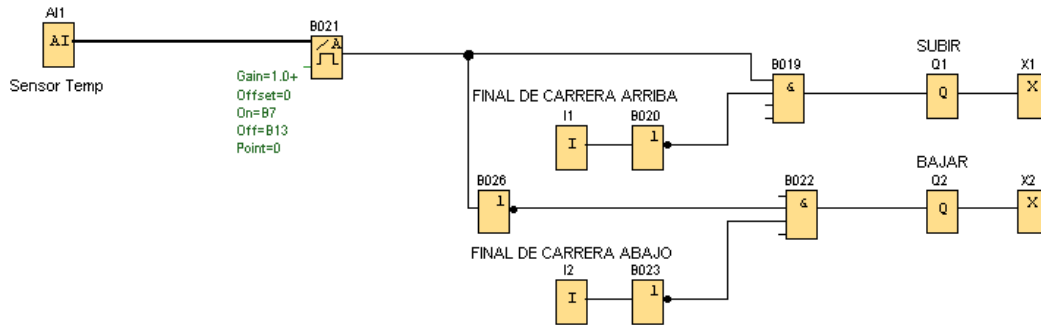 AI1
AI
Sensor Temp
B021
A
Gain=1.0+
Offset=0
On=B7
Off=B13
Point=0
FINAL DE CARRERA ARRIBA
I1
I
B020
1
B019
&
SUBIR
Q1
Q
X1
X
B026
1
B022
&
BAJAR
Q2
Q
X2
X
FINAL DE CARRERA ABAJO
I2
I
B023
1